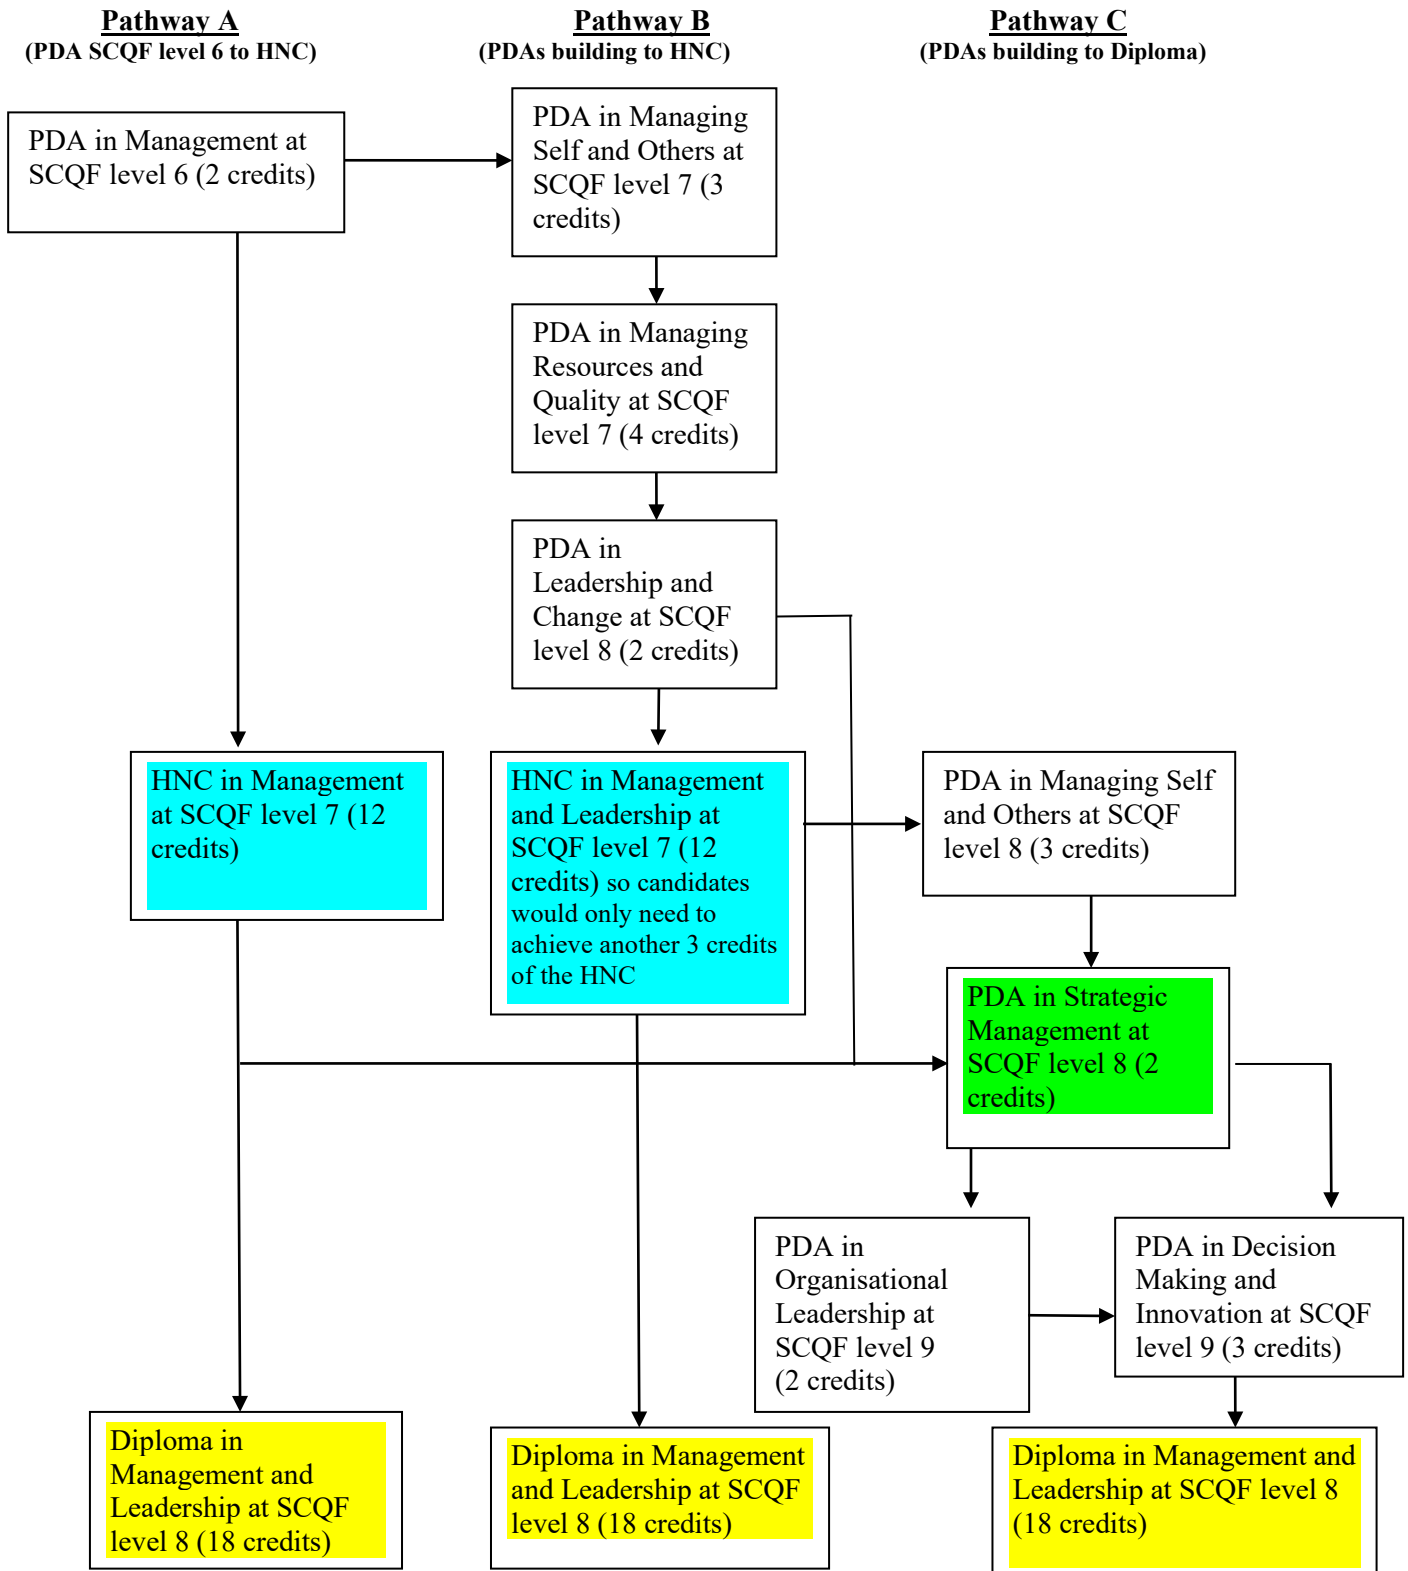 Pathway A
(PDA SCQF level 6 to HNC)
Pathway B
(PDAs building to HNC)
Pathway C
(PDAs building to Diploma)
PDA in Management at
SCQF level 6 (2 credits)
PDA in Managing
Self and Others at
SCQF level 7 (3
credits)
PDA in Managing
Resources and
Quality at SCQF
level 7 (4 credits)
PDA in
Leadership and
Change at SCQF
level 8 (2 credits)
HNC in Management
at SCQF level 7 (12
credits)
HNC in Management
and Leadership at
SCQF level 7 (12
credits) so candidates
would only need to
achieve another 3 credits
of the HNC
PDA in Managing Self
and Others at SCQF
level 8 (3 credits)
PDA in Strategic
Management at
SCQF level 8 (2
credits)
PDA in
Organisational
Leadership at
SCQF level 9
(2 credits)
PDA in Decision
Making and
Innovation at SCQF
level 9 (3 credits)
Diploma in
Management and
Leadership at SCQF
level 8 (18 credits)
Diploma in Management
and Leadership at SCQF
level 8 (18 credits)
Diploma in Management and
Leadership at SCQF level 8
(18 credits)